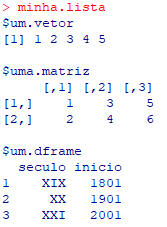 > minha.lista
$um.vetor
[1] 1 2 3 4 5
$uma.matriz
     [,1] [,2] [,3]
[1,]    1    3    5
[2,]    2    4    6
$um.dframe
  seculo inicio
1    XIX   1801
2     XX   1901
3    XXI   2001